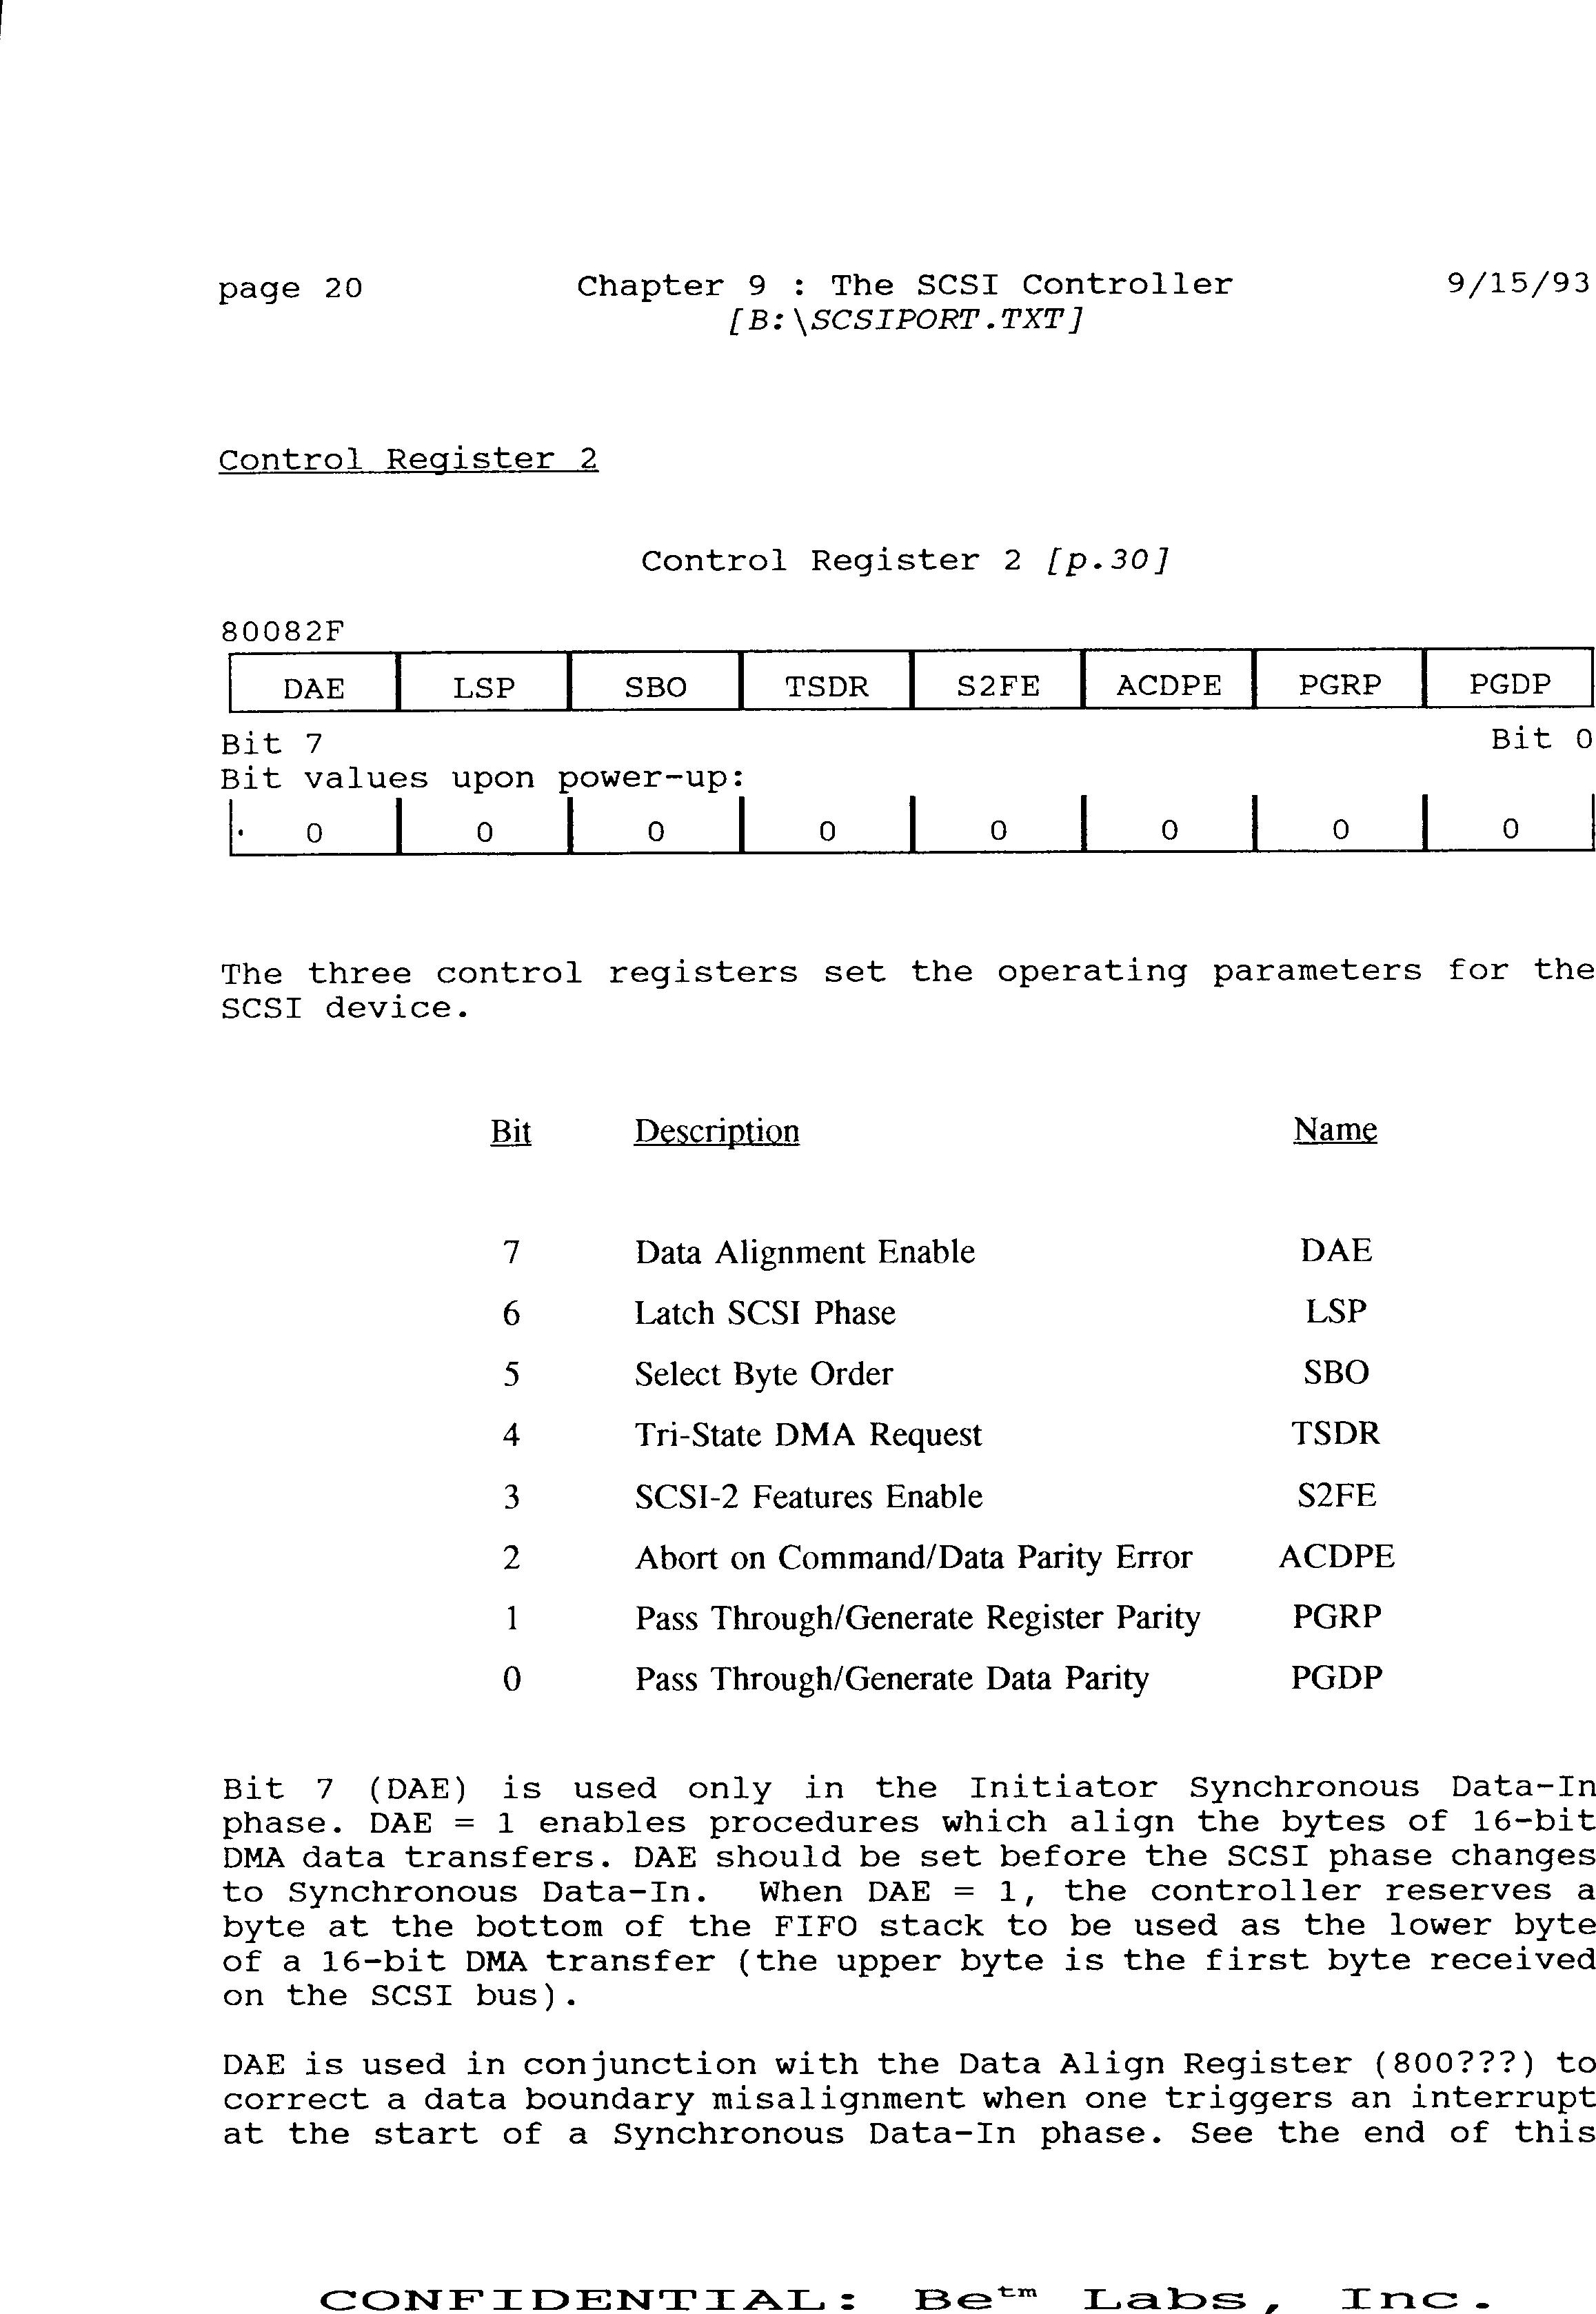 page 20 Chapter 9 : The SCSI Controller 9/15/93
[B:\SCSIPORT.TXT]
Control Register 2
Control Register 2 [p.30]
80082F
DAE LSP SBO TSDR S2FE ACDPE PGRP PGDP
Bit 7 Bit 0
Bit values upon power-up:
0 0 0 0 0 0 0 0
The three control registers set the operating parameters for the
SCSI device.
Bit Description Name
7 Data Alignment Enable DAE
6 Latch SCSI Phase LSP
5 Select Byte Order SBO
4 Tri-State DMA Request TSDR
3 SCSI-2 Features Enable S2FE
2 Abort on Command/Data Parity Error ACDPE
1 Pass Through/Generate Register Parity PGRP
0 Pass Through/Generate Data Parity PGDP
Bit 7 (DAE) is used only in the Initiator Synchronous Data-In
phase. DAE = 1 enables procedures which align the bytes of 16-bit
DMA data transfers. DAE should be set before the SCSI phase changes
to Synchronous Data-In. When DAE = 1, the controller reserves a
byte at the bottom of the FIFO stack to be used as the lower byte
of a 16-bit DMA transfer (the upper byte is the first byte received
on the SCSI bus).
DAE is used in conjunction with the Data Align Register (800???) to
correct a data boundary misalignment when one triggers an interrupt
at the start of a Synchronous Data-In phase. See the end of this
CONFIDENTIAL: Be™ Labs, Inc.